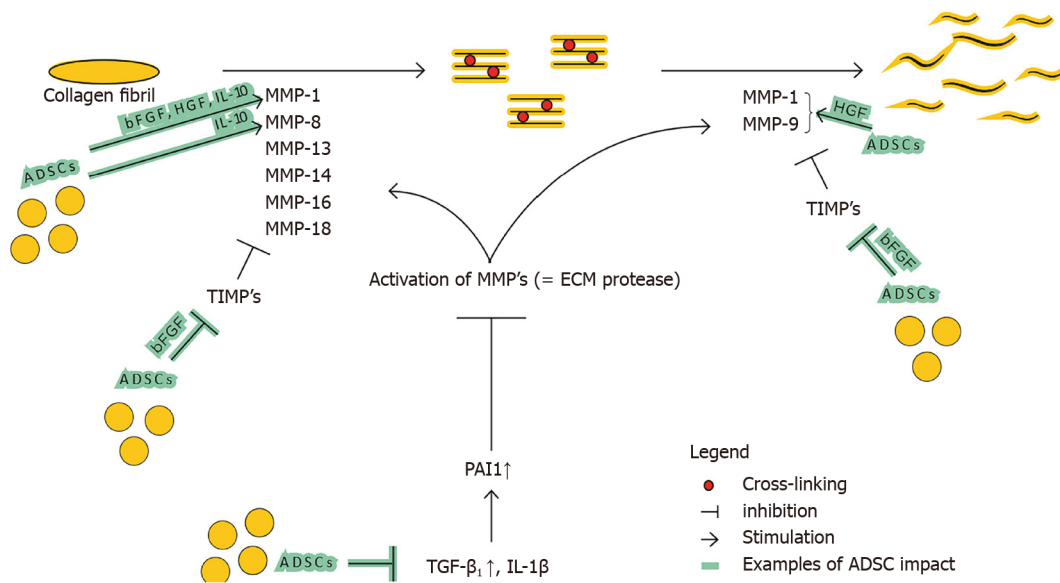 Collagen fibril
bFGF, HGF, IL-10
IL-10
ADSCs
MMP-1
MMP-8
MMP-13
MMP-14
MMP-16
MMP-18
TIMP's
bFGF
ADSCs
MMP-1
MMP-9
HGF
ADSCs
TIMP's
bFGF
ADSCs
Activation of MMP's (= ECM protease)
PAI1↑
ADSCs
TGF-β₁↑, IL-1β
Legend
Cross-linking
inhibition
Stimulation
Examples of ADSC impact